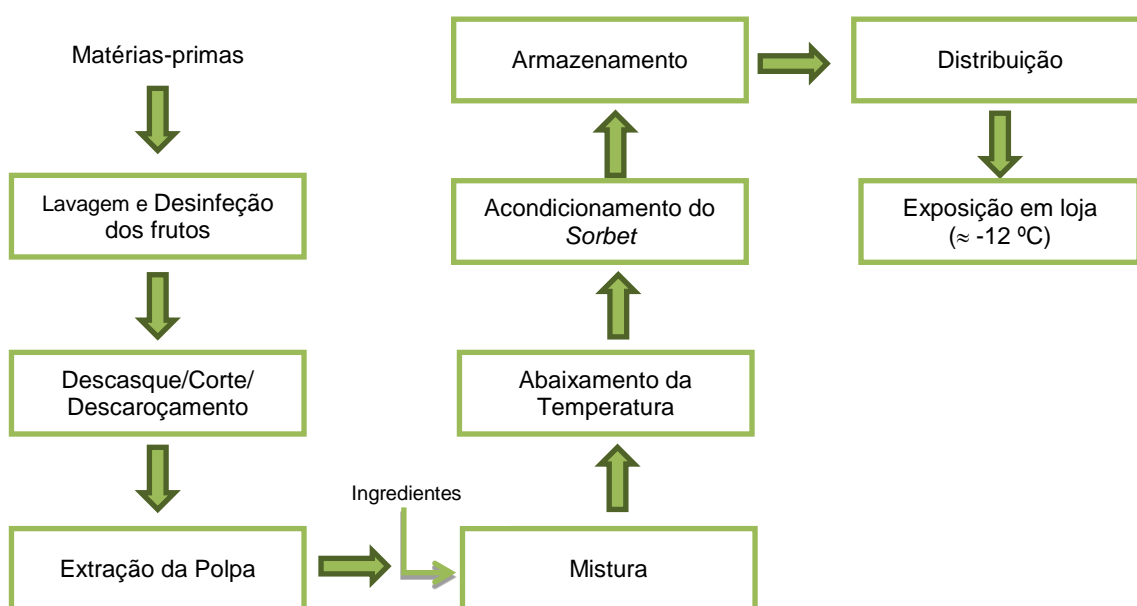 Matérias-primas
Lavagem e Desinfeção
dos frutos
Descasque/Corte/
Descaroçamento
Extração da Polpa
Ingredientes
Mistura
Abaixamento da
Temperatura
Acondicionamento do
Sorbet
Armazenamento
Distribuição
Exposição em loja
(≈ -12 ºC)